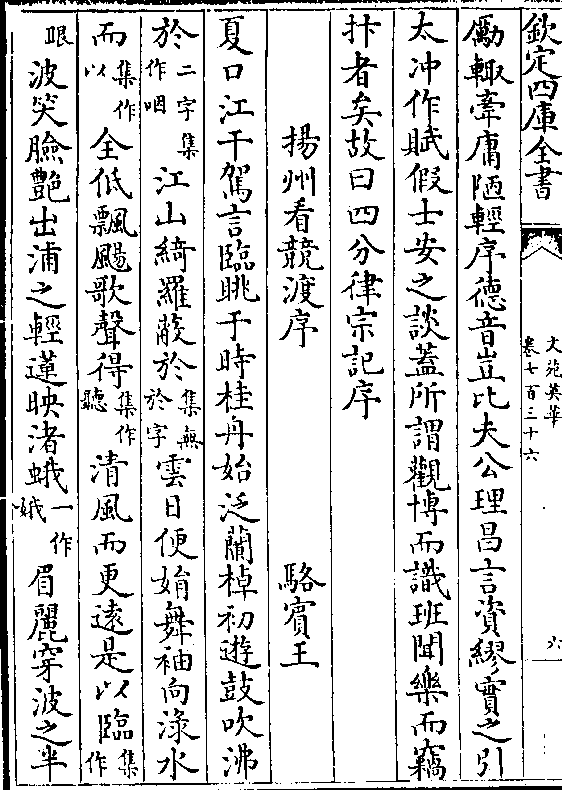 欽定四庫全書
文苑英華
卷七百三十六
六
勵輙牽庸陋輕序德音豈比夫公理昌言資繆實之引
太冲作賦假士安之談蓋所謂觀博而識班聞樂而竊
抃者矣故曰四分律宗記序
揚州看競渡序 駱賓王
夏口江干駕言臨眺于時桂舟始泛蘭棹初遊鼓吹沸
於二字集作咽江山綺羅蔽於集無於字雲日便娟舞袖向淥水
而集作以全低飄颺歌聲得集作聽清風而更遠是以臨集作
眼波笑臉艷出浦之輕蓮映渚蛾一作娥眉麗穿波之半